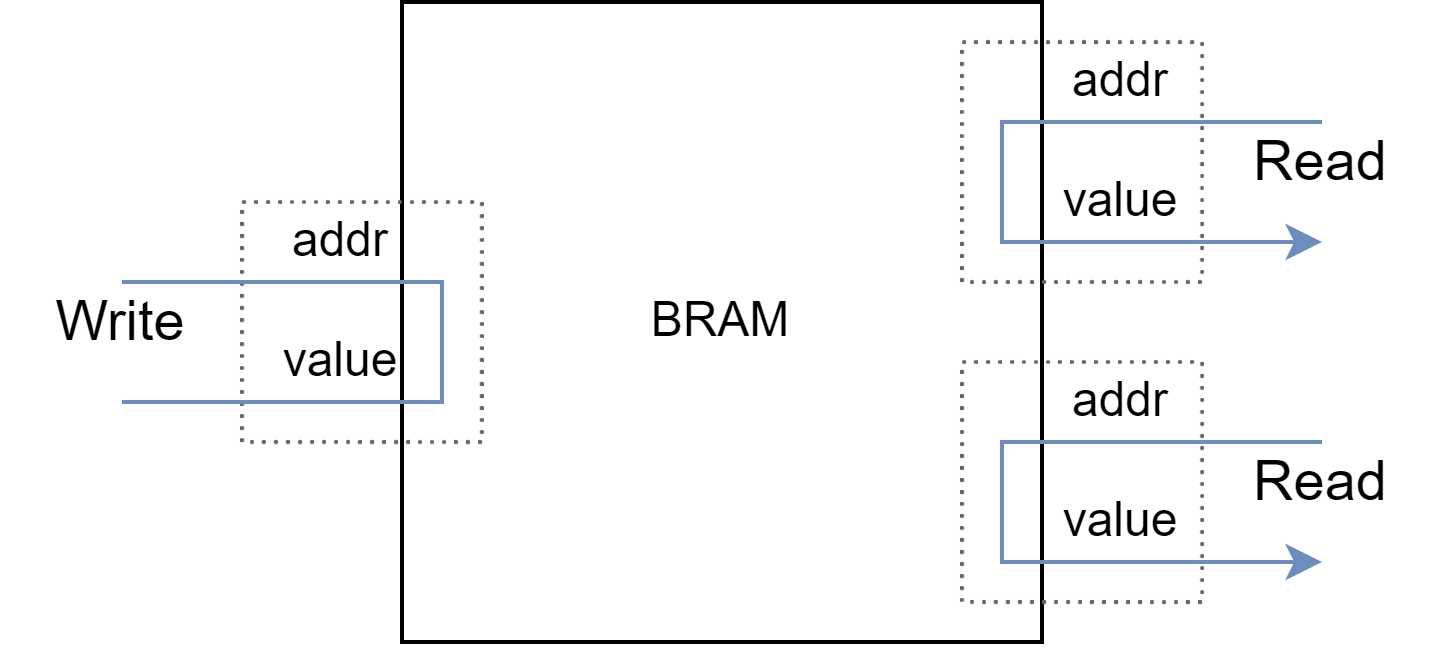 addr
Write
value
BRAM
addr
Read
value
addr
Read
value